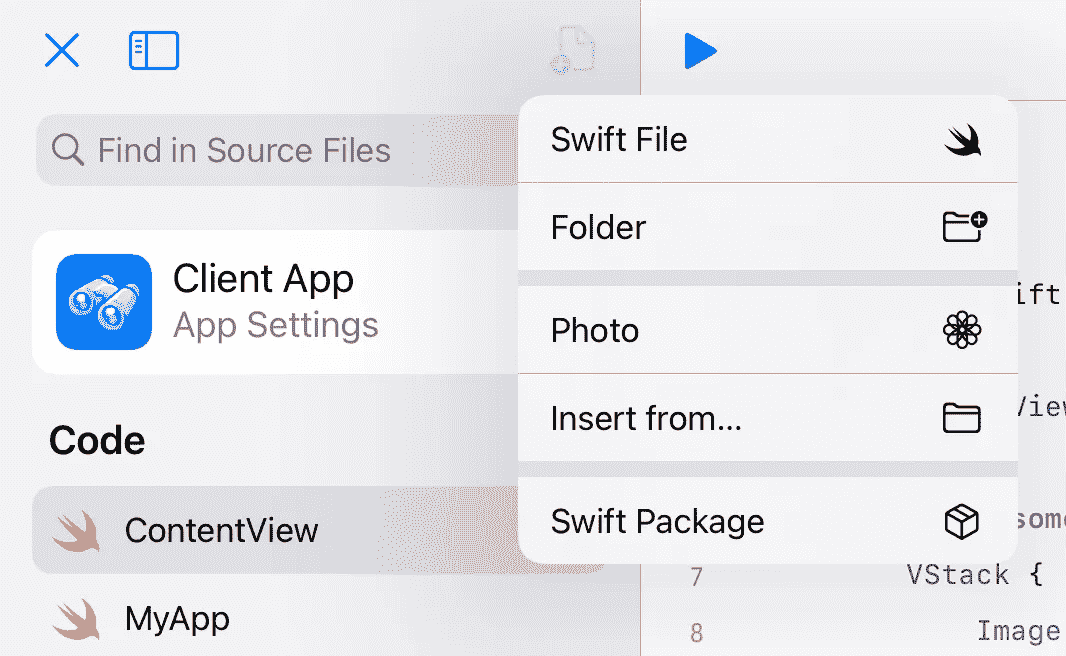 Find in Source Files
Client App
App Settings
Code
ContentView
MyApp
Swift File
Folder
Photo
Insert from...
Swift Package
ift
View
some
7 VStack {
8 Image